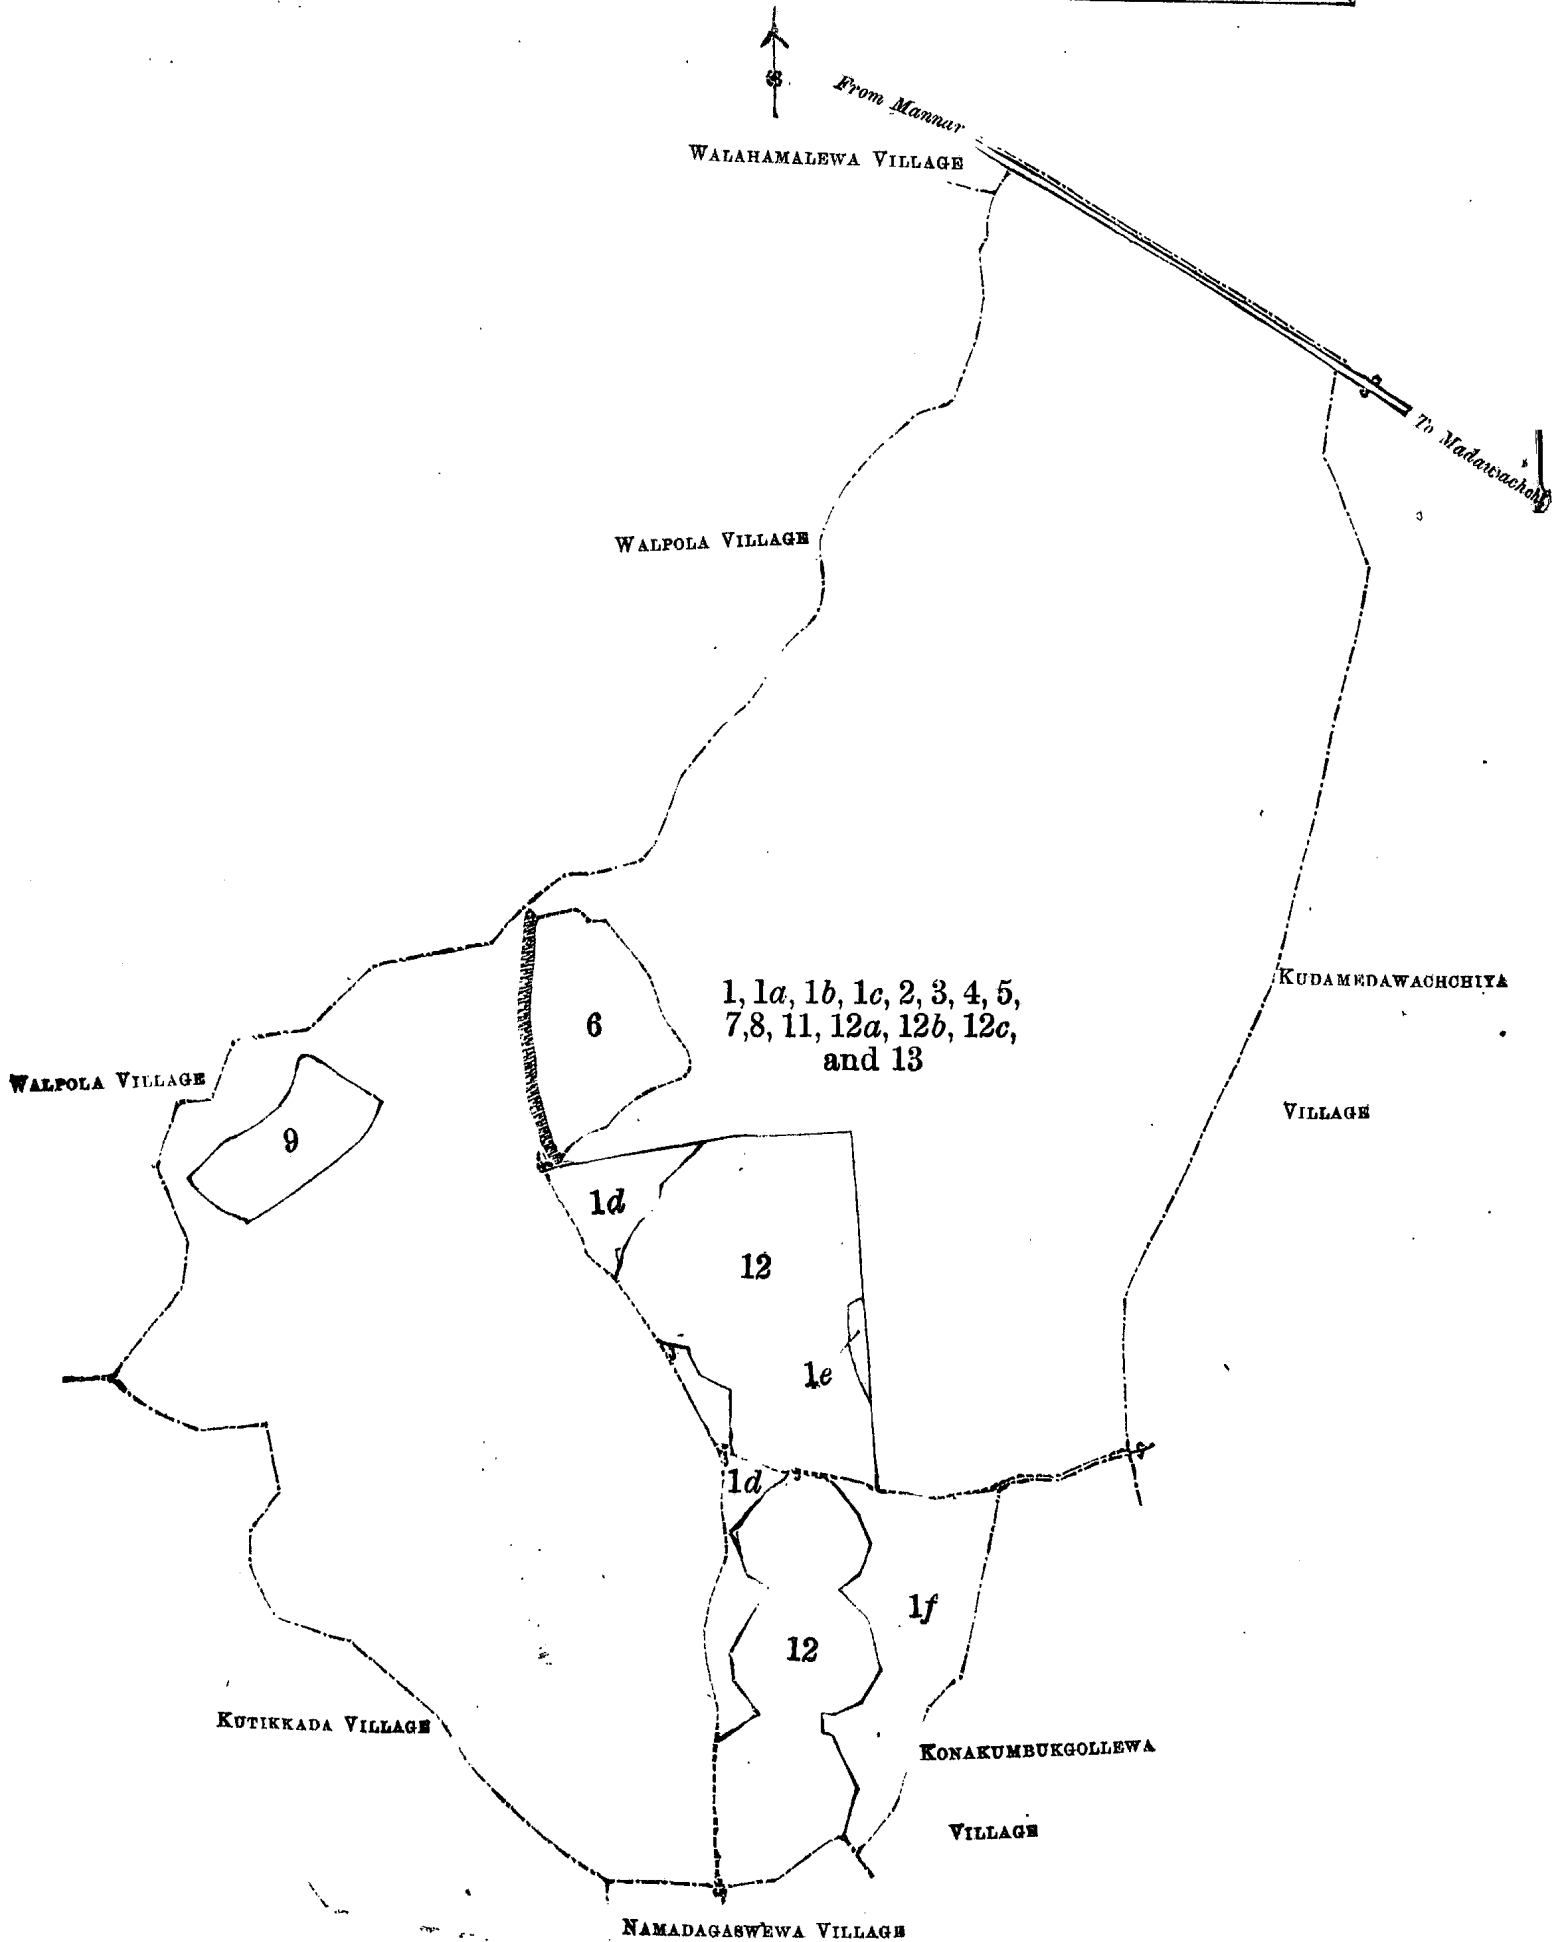 From Mannar
WALAHAMALEWA VILLAGE
To Madawachchi
WALPOLA VILLAGE
1, 1a, 1b, 1c, 2, 3, 4, 5,
7,8, 11, 12a, 12b, 12c,
and 13
KUDAMEDAWACHCHIYA
VILLAGE
6
WALPOLA VILLAGE
9
1d
12
1e
1d
1f
12
KUTIKKADA VILLAGE
KONAKUMBUKGOLLEWA
VILLAGE
NAMADAGASWEWA VILLAGE